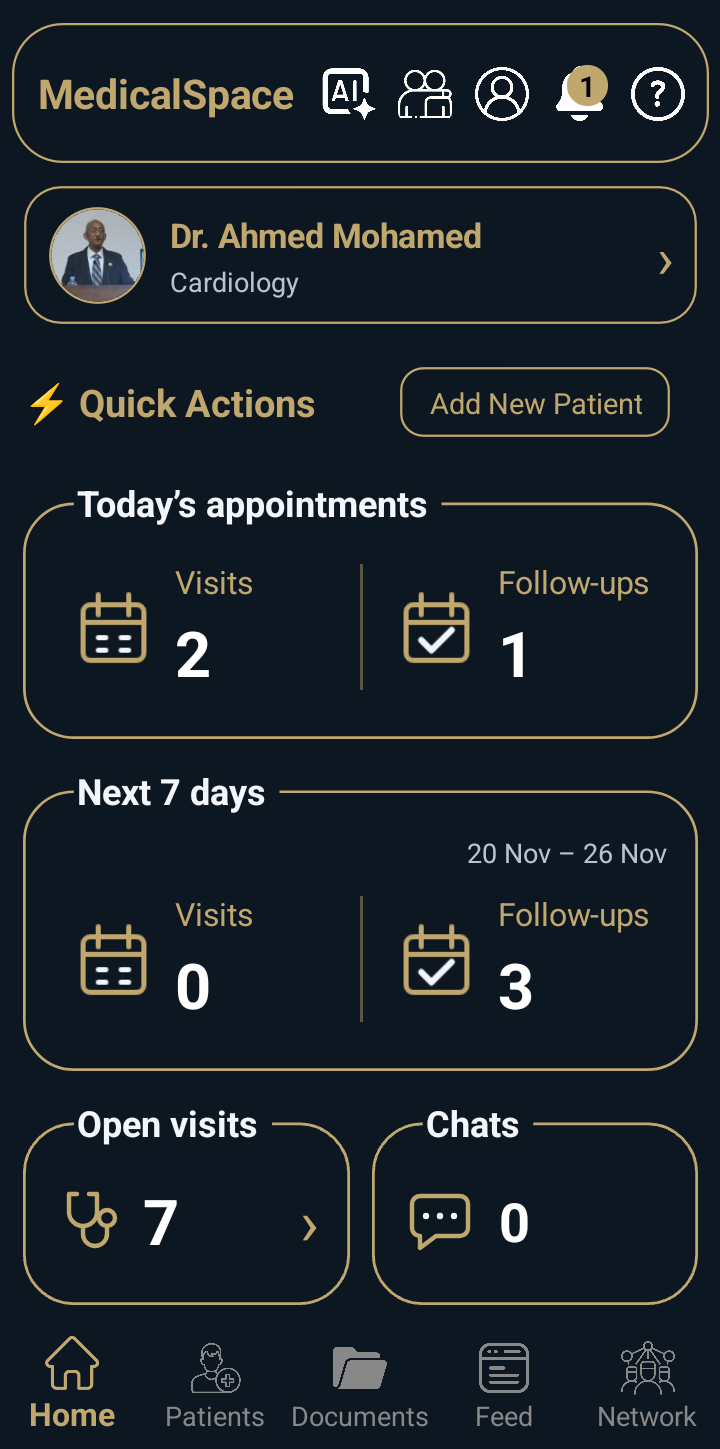 MedicalSpace
AI
1
?
Dr. Ahmed Mohamed
Cardiology
›
⚡ Quick Actions
Add New Patient
Today’s appointments
Visits
Follow-ups
2
1
Next 7 days
20 Nov – 26 Nov
Visits
Follow-ups
0
3
Open visits
Chats
7
›
0
Home
Patients
Documents
Feed
Network